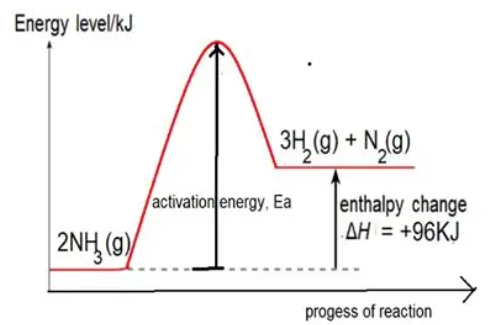 Energy level/kJ
3H₂(g) + N₂(g)
activation energy, Ea
enthalpy change
ΔH = +96KJ
2NH₃(g)
progess of reaction